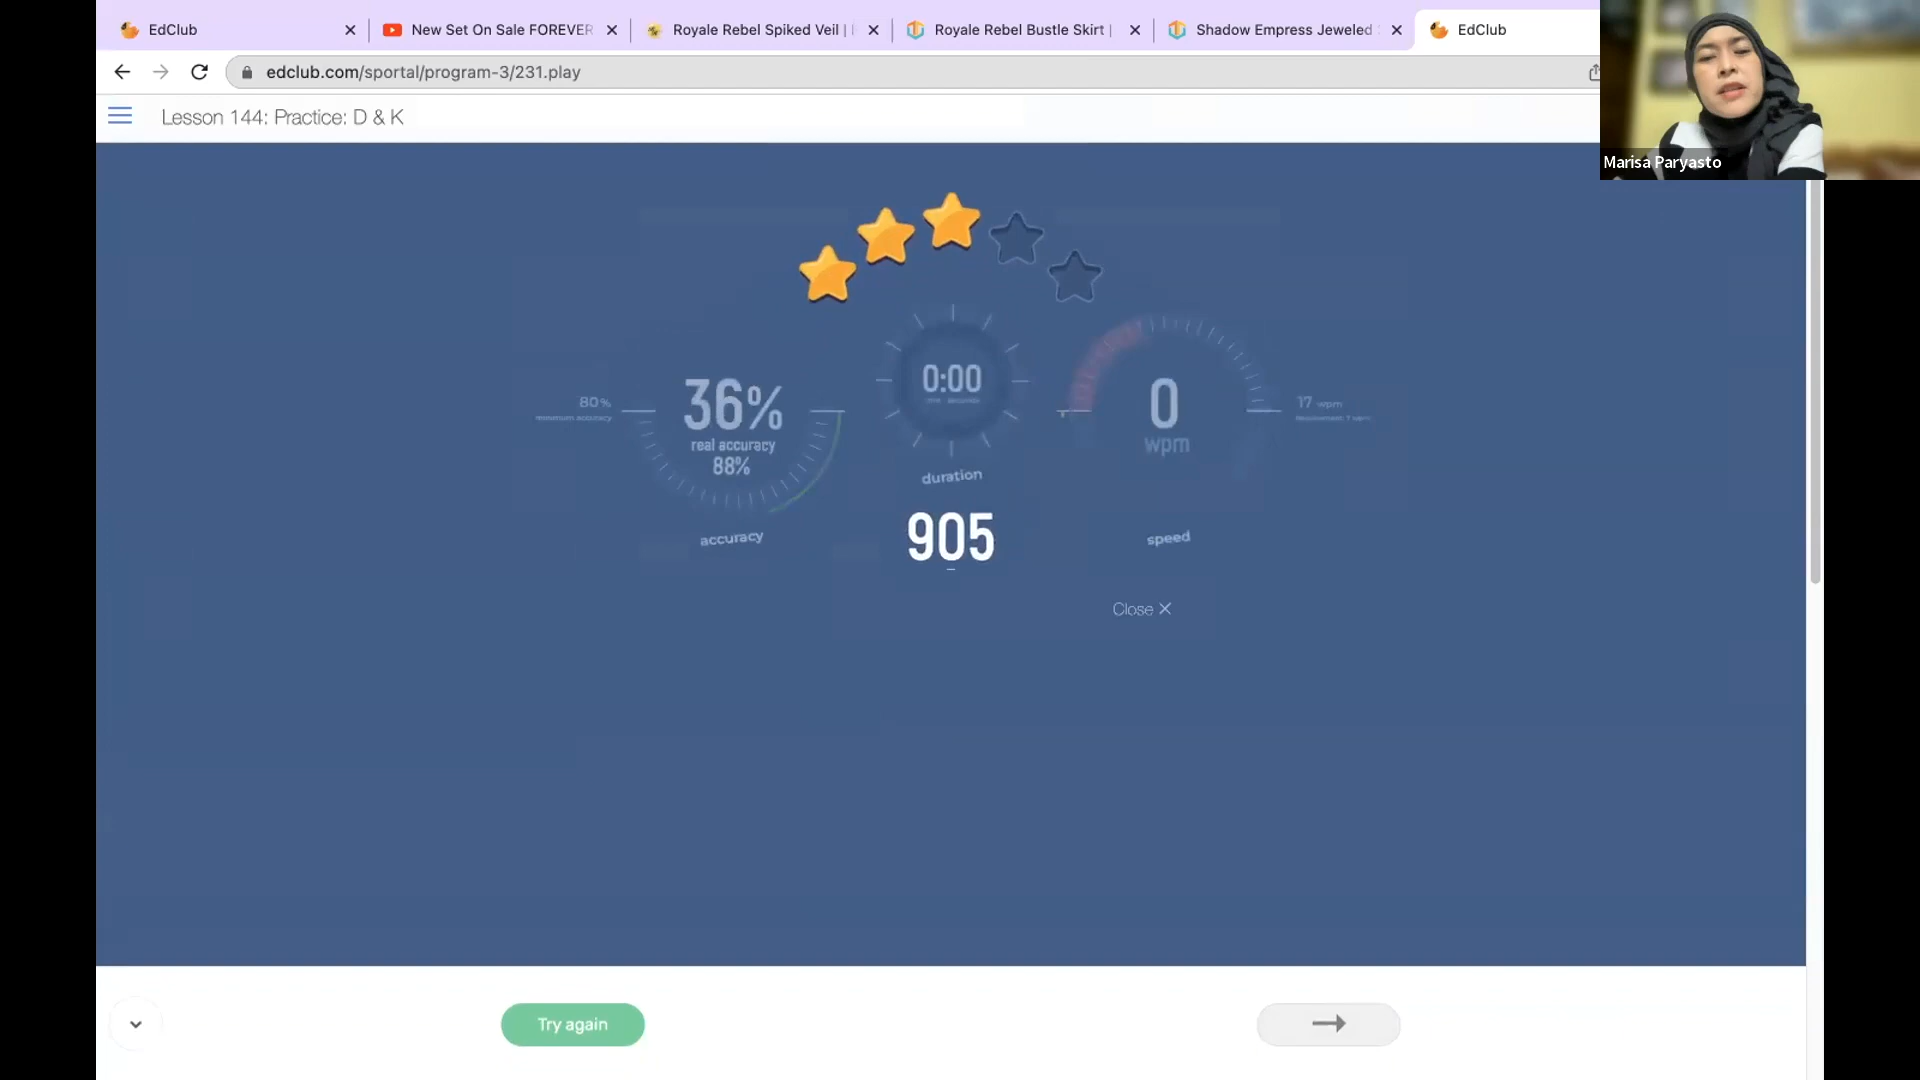 EdClub
New Set On Sale FOREVER
Royale Rebel Spiked Veil |
Royale Rebel Bustle Skirt |
Shadow Empress Jeweled
EdClub
edclub.com/sportal/program-3/231.play
Marisa Paryasto
Lesson 144: Practice: D & K
80%
minimum accuracy
36%
real accuracy
88%
accuracy
0:00
duration
905
0
wpm
speed
17 wpm
Close
Try again